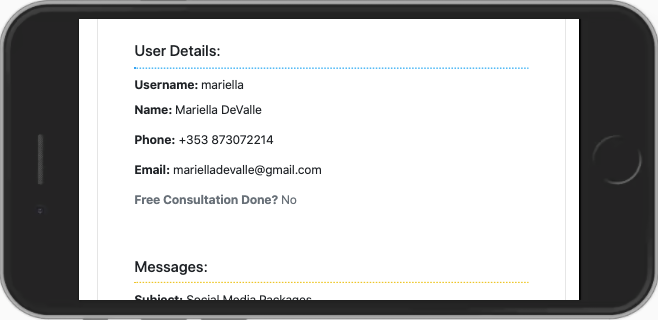 User Details:
Username: mariella
Name: Mariella DeValle
Phone: +353 873072214
Email: marielladevalle@gmail.com
Free Consultation Done? No
Messages:
Subject: Social Media Packages